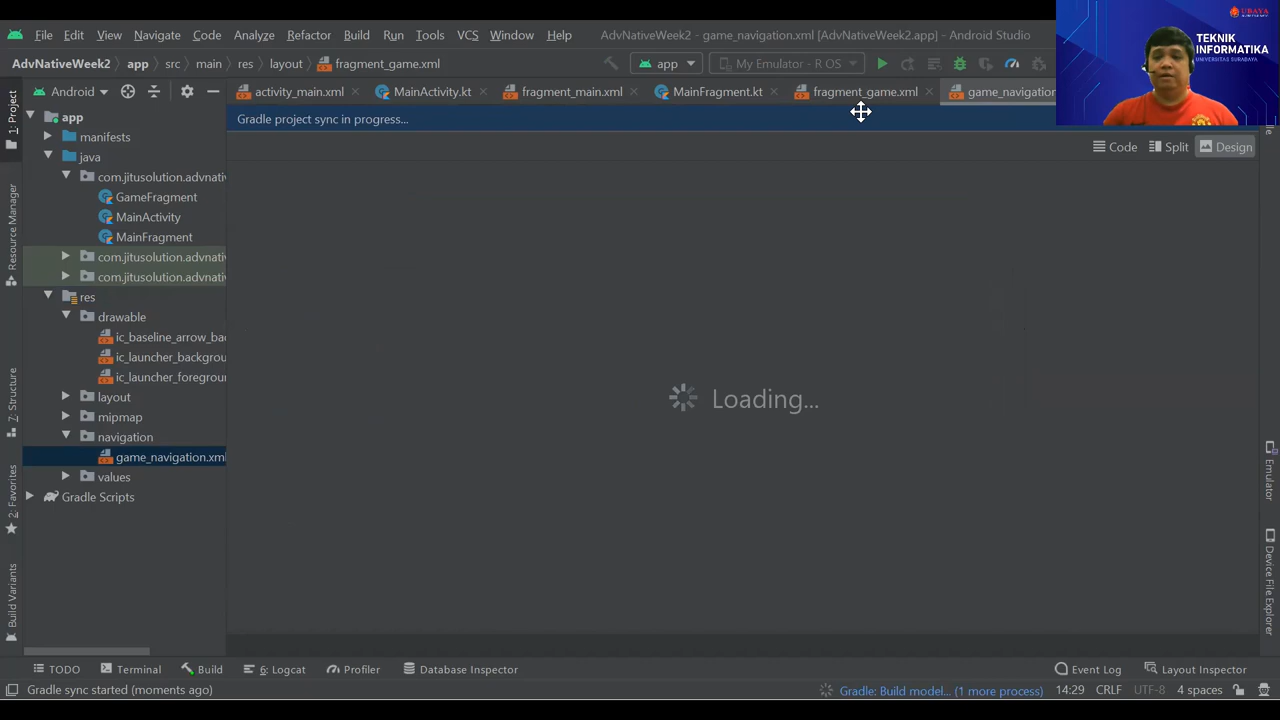 File Edit View Navigate Code Analyze Refactor Build Run Tools VCS Window Help AdvNativeWeek2 - game_navigation.xml [AdvNativeWeek2.app] - Android Studio
UBAYA
TEKNIK
INFORMATIKA
UNIVERSITAS SURABAYA
AdvNativeWeek2 app src main res layout fragment_game.xml app My Emulator - R OS
Android activity_main.xml MainActivity.kt fragment_main.xml MainFragment.kt fragment_game.xml game_navigation
Gradle project sync in progress...
Code Split Design
1: Project
Resource Manager
7: Structure
2: Favorites
Build Variants
app
manifests
java
com.jitusolution.advnati
GameFragment
MainActivity
MainFragment
com.jitusolution.advnati
com.jitusolution.advnati
res
drawable
ic_baseline_arrow_bac
ic_launcher_backgrou
ic_launcher_foregroun
layout
mipmap
navigation
game_navigation.xml
values
Gradle Scripts
Loading...
Emulator
Device File Explorer
TODO Terminal Build 6: Logcat Profiler Database Inspector Event Log Layout Inspector
Gradle sync started (moments ago) Gradle: Build model... (1 more process) 14:29 CRLF UTF-8 4 spaces